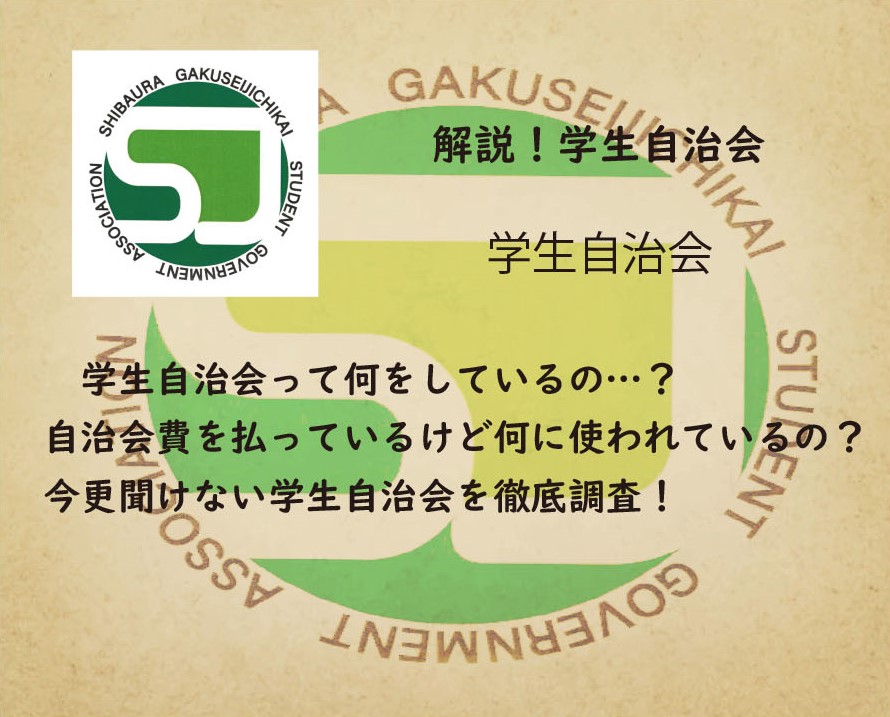 SHIBAURA GAKUSEIJICHIKAI
STUDENT GOVERNMENT ASSOCIATION
解説！学生自治会
学生自治会
学生自治会って何をしているの…？
自治会費を払っているけど何に使われているの？
今更聞けない学生自治会を徹底調査！
RA GAKUSEIJICHIKAI
STUDENT GOVERNMENT ASSOCIATION